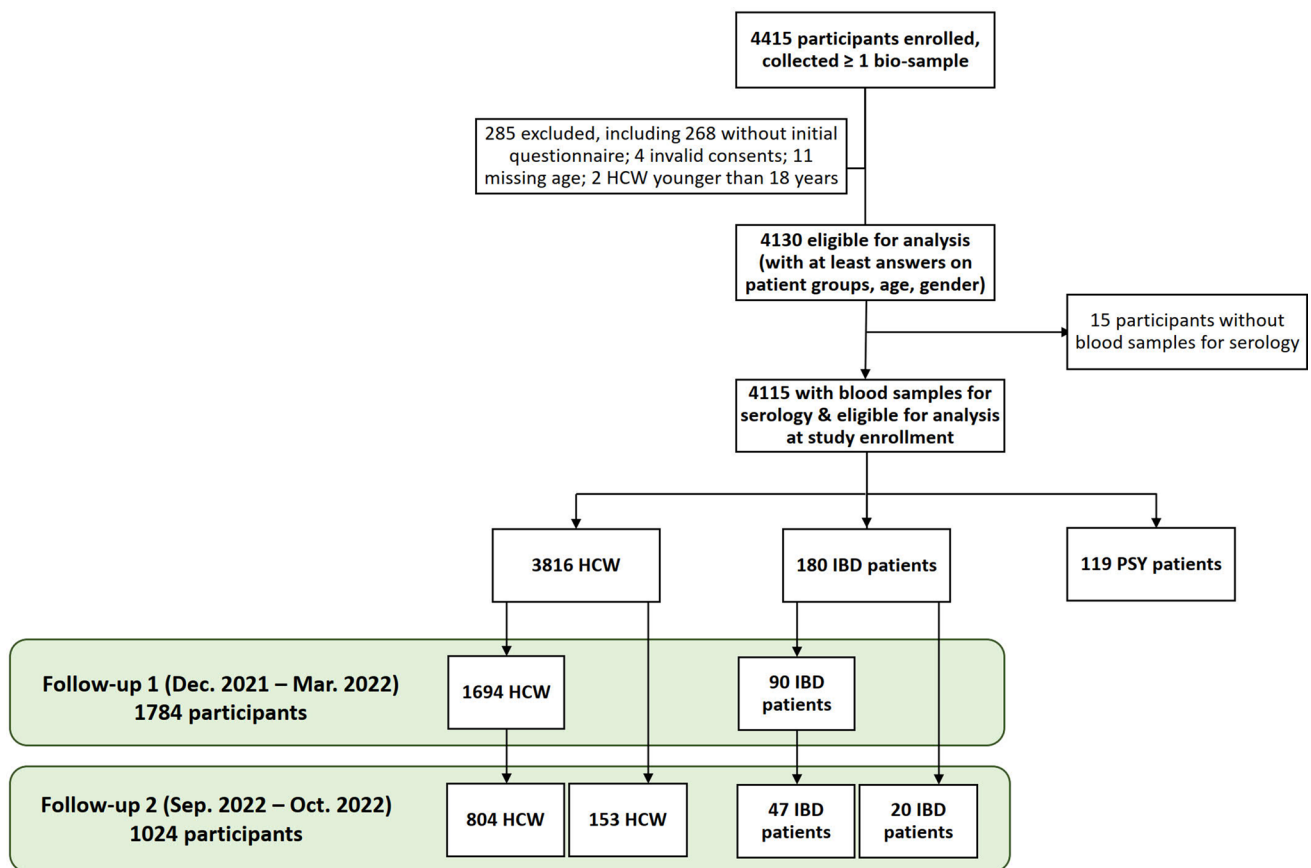 4415 participants enrolled,
collected ≥ 1 bio-sample
285 excluded, including 268 without initial
questionnaire; 4 invalid consents; 11
missing age; 2 HCW younger than 18 years
4130 eligible for analysis
(with at least answers on
patient groups, age, gender)
15 participants without
blood samples for serology
4115 with blood samples for
serology & eligible for analysis
at study enrollment
3816 HCW
180 IBD patients
119 PSY patients
Follow-up 1 (Dec. 2021 – Mar. 2022)
1784 participants
1694 HCW
90 IBD
patients
Follow-up 2 (Sep. 2022 – Oct. 2022)
1024 participants
804 HCW
153 HCW
47 IBD
patients
20 IBD
patients